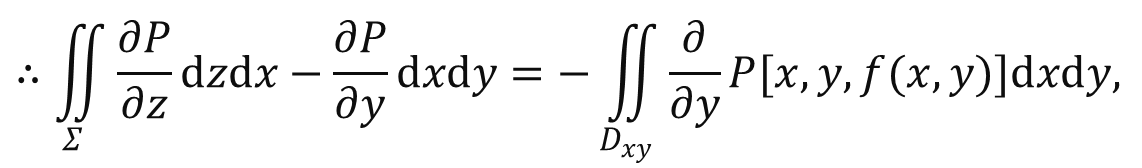 ∴ ∬_Σ ∂P/∂z dzdx − ∂P/∂y dxdy = − ∬_{D_{xy}} ∂/∂y P[x, y, f(x, y)]dxdy,